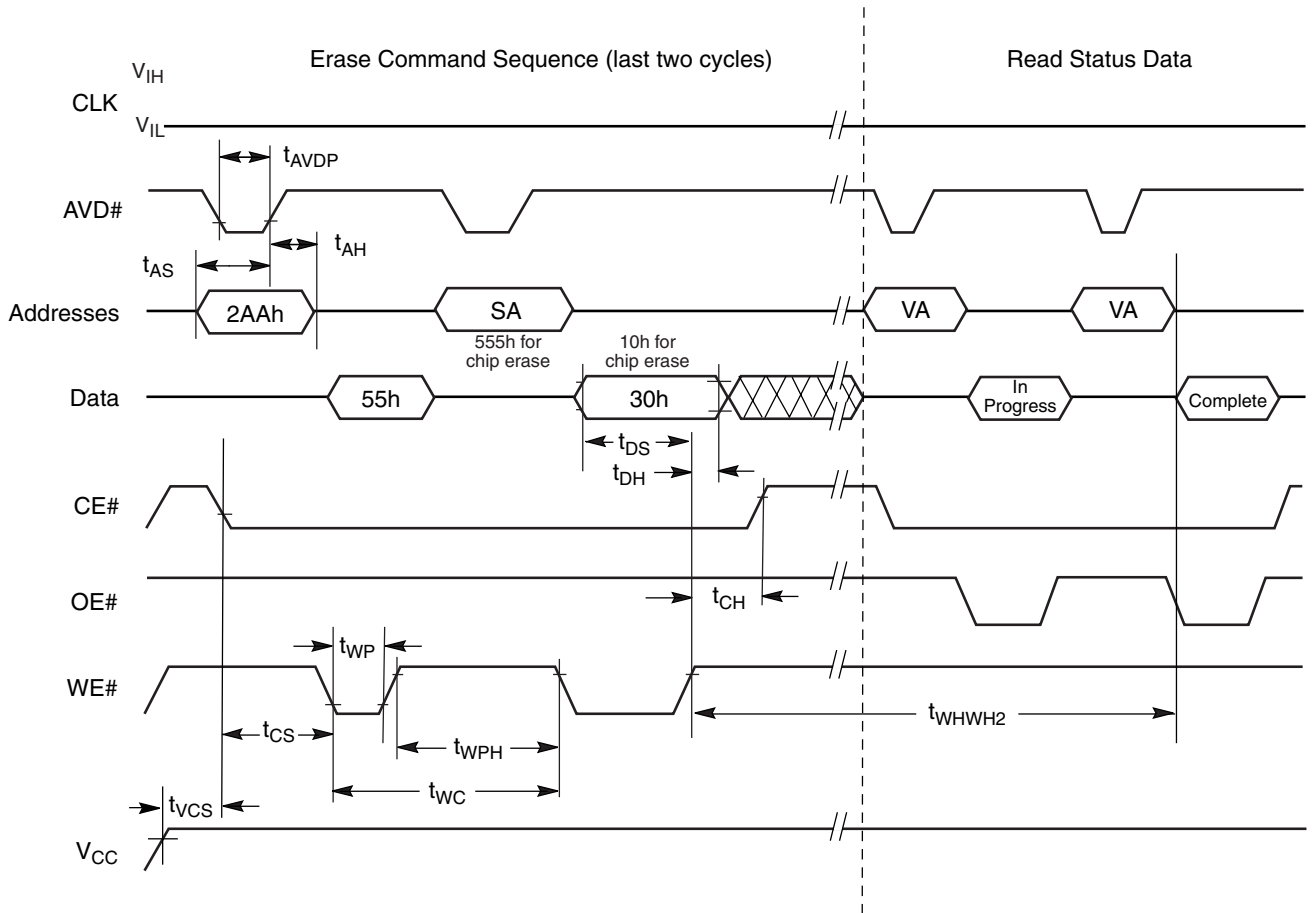 Erase Command Sequence (last two cycles)
Read Status Data
VIH
CLK
VIL
tAVDP
AVD#
tAH
tAS
Addresses
2AAh
SA
VA
VA
555h for
chip erase
10h for
chip erase
Data
55h
30h
In
Progress
Complete
tDS
tDH
CE#
OE#
tCH
tWP
WE#
tWHWH2
tCS
tWPH
tWC
tVCS
VCC